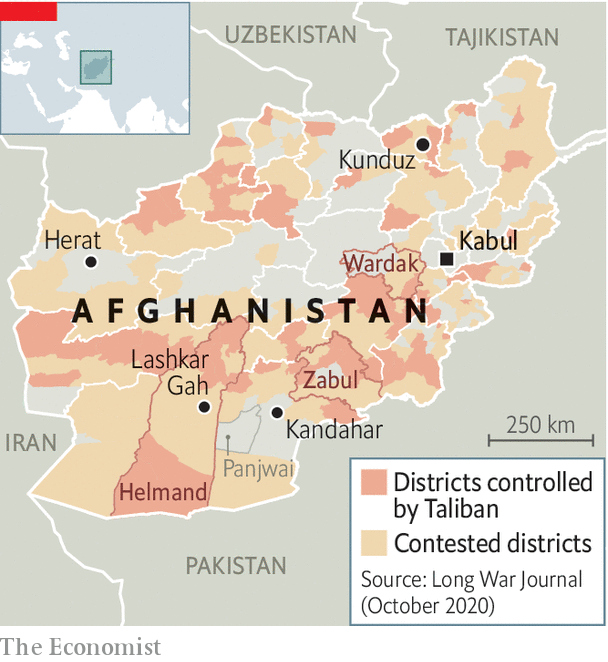 UZBEKISTAN
TAJIKISTAN
Kunduz
Herat
Kabul
Wardak
AFGHANISTAN
Lashkar
Gah
Zabul
Kandahar
250 km
IRAN
Panjwai
Helmand
PAKISTAN
Districts controlled
by Taliban
Contested districts
Source: Long War Journal
(October 2020)
The Economist